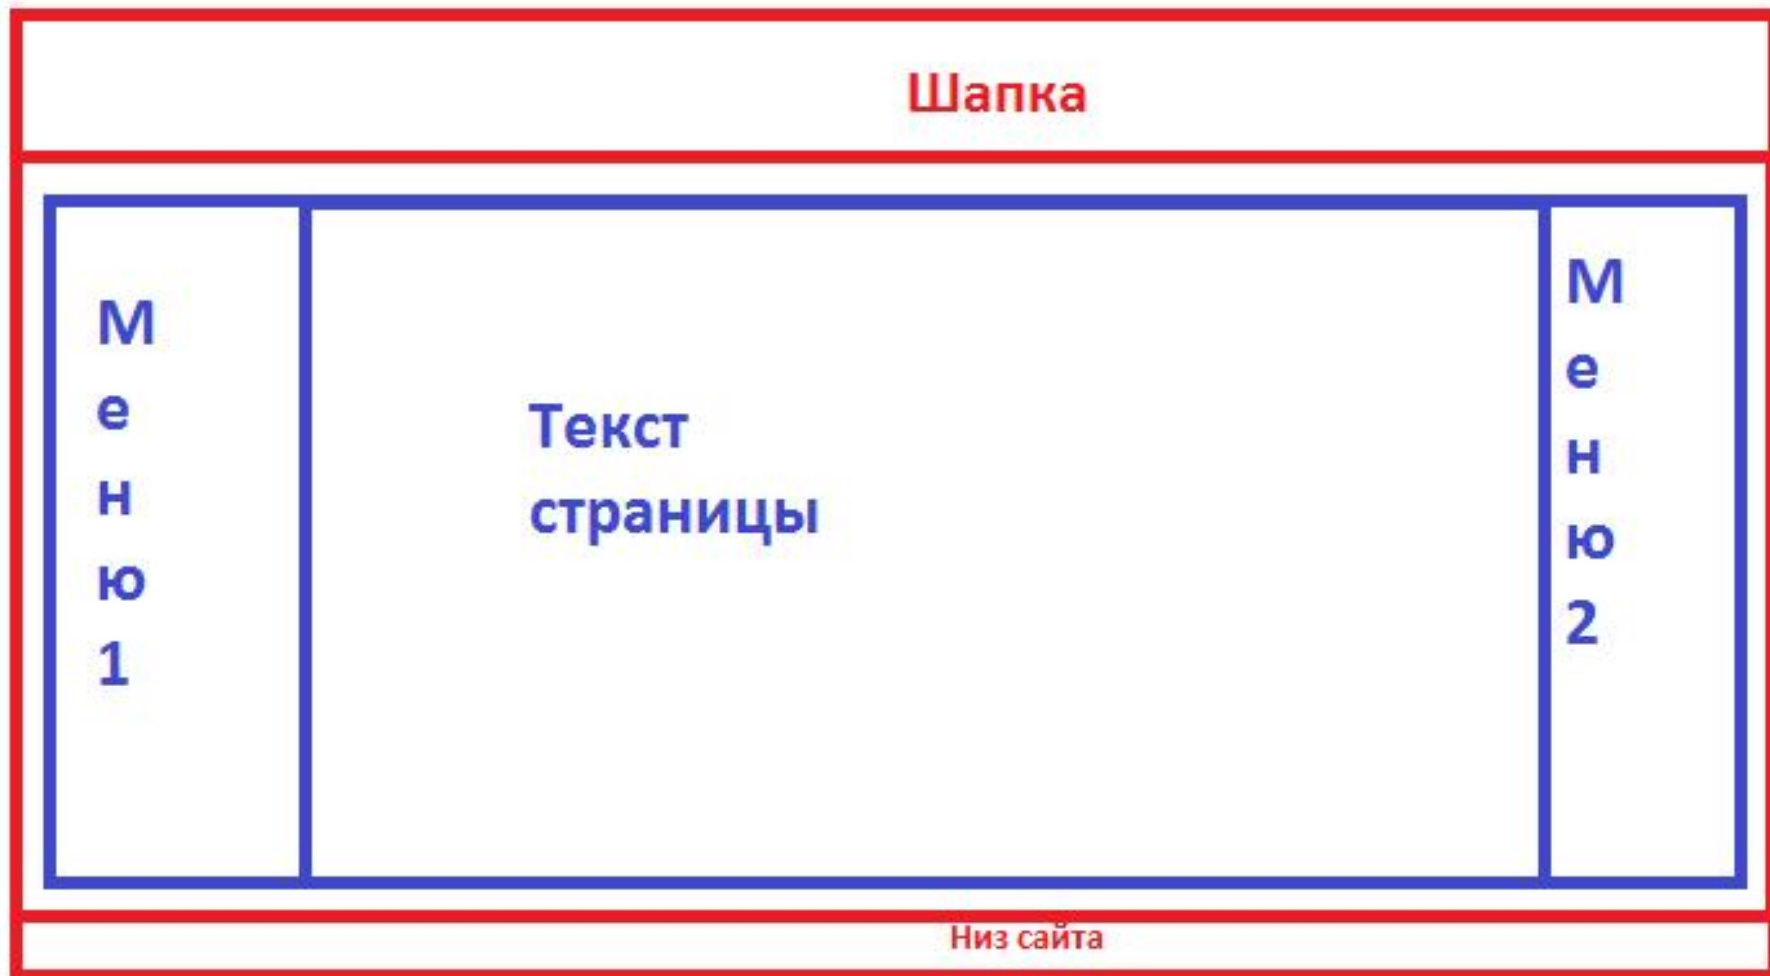 Шапка
М
е
н
ю
1
Текст
страницы
М
е
н
ю
2
Низ сайта